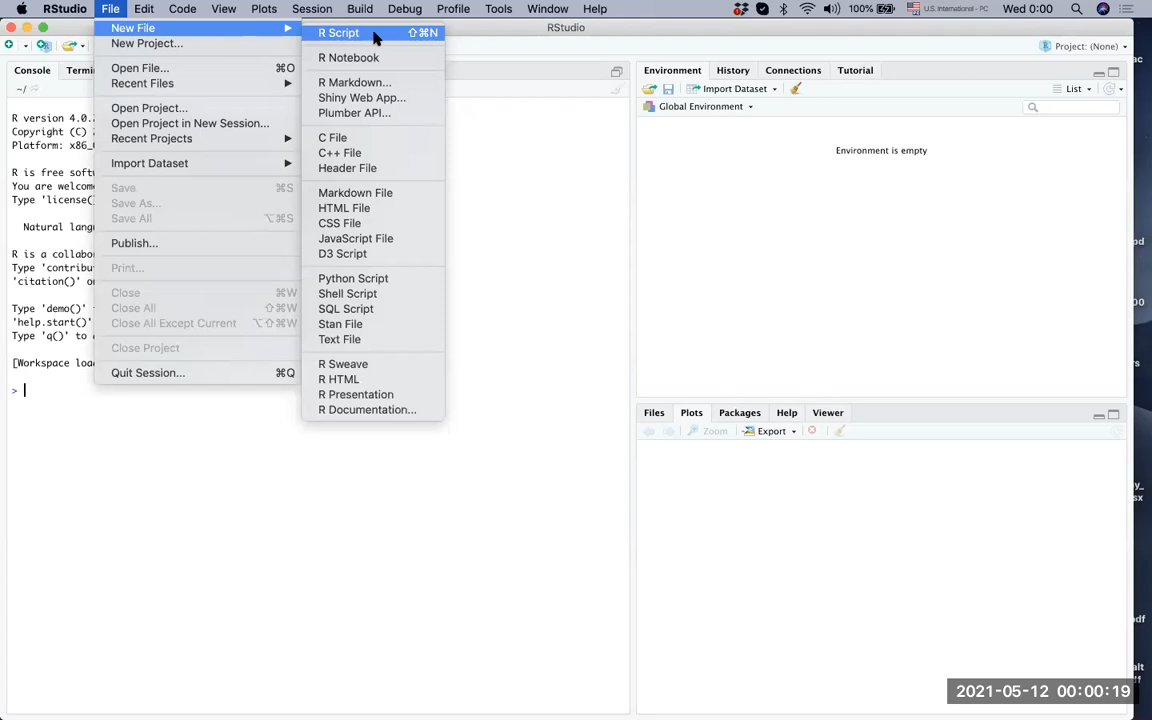 RStudio File Edit Code View Plots Session Build Debug Profile Tools Window Help 100% U.S. International - PC Wed 0:00
RStudio
Project: (None)
New File
New Project...
Open File... ⌘O
Recent Files
Open Project...
Open Project in New Session...
Recent Projects
Import Dataset
Save ⌘S
Save As...
Save All ⌥⌘S
Publish...
Print...
Close ⌘W
Close All ⇧⌘W
Close All Except Current ⌥⇧⌘W
Close Project
Quit Session... ⌘Q
R Script ⇧⌘N
R Notebook
R Markdown...
Shiny Web App...
Plumber API...
C File
C++ File
Header File
Markdown File
HTML File
CSS File
JavaScript File
D3 Script
Python Script
Shell Script
SQL Script
Stan File
Text File
R Sweave
R HTML
R Presentation
R Documentation...
Console Termi
~/
R version 4.0.
Copyright (C)
Platform: x86_
R is free softw
You are welcome
Type 'license()
Natural lang
R is a collabor
Type 'contribu
'citation()' on
Type 'demo()'
'help.start()'
Type 'q()' to
[Workspace load
>
Environment History Connections Tutorial
Import Dataset List
Global Environment
Environment is empty
Files Plots Packages Help Viewer
Zoom Export
2021-05-12 00:00:19